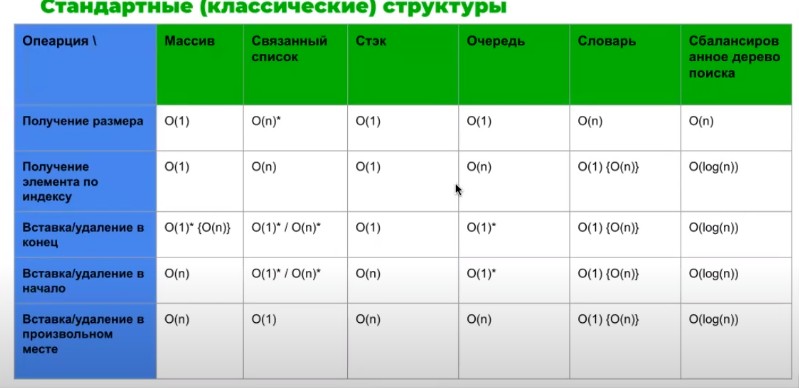 Стандартные (классические) структуры
Опеарция \ Массив Связанный список Стэк Очередь Словарь Сбалансиров анное дерево поиска
Получение размера O(1) O(n)* O(1) O(1) O(n) O(n)
Получение элемента по индексу O(1) O(n) O(1) O(n) O(1) {O(n)} O(log(n))
Вставка/удаление в конец O(1)* {O(n)} O(1)* / O(n)* O(1) O(1)* O(1) {O(n)} O(log(n))
Вставка/удаление в начало O(n) O(1)* / O(n)* O(n) O(1)* O(1) {O(n)} O(log(n))
Вставка/удаление в произвольном месте O(n) O(1) O(n) O(n) O(1) {O(n)} O(log(n))